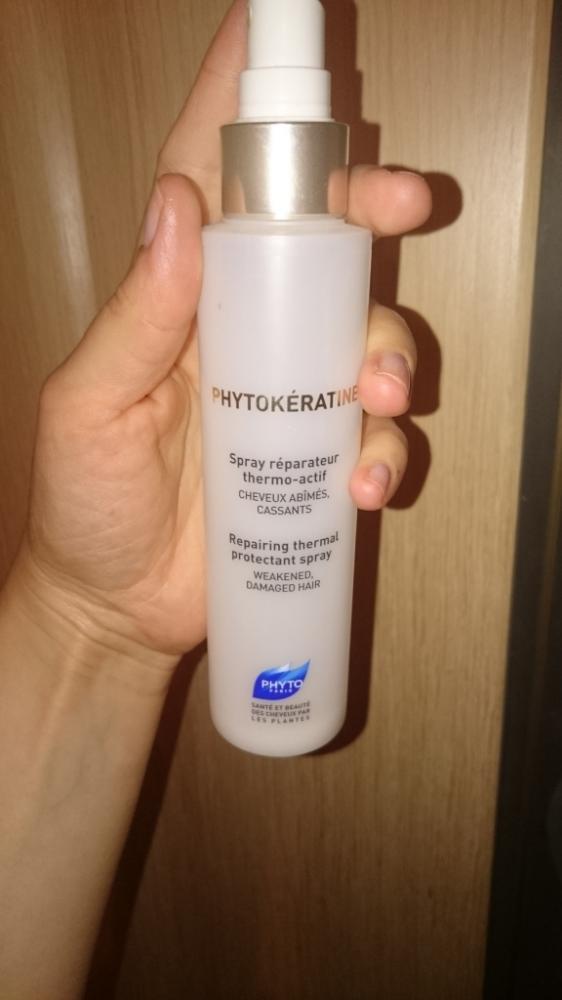 PHYTOKÉRATINE
Spray réparateur
thermo-actif
CHEVEUX ABÎMÉS,
CASSANTS
Repairing thermal
protectant spray
WEAKENED,
DAMAGED HAIR
PHYTO
PARIS
SANTÉ ET BEAUTÉ
DES CHEVEUX PAR
LES PLANTES